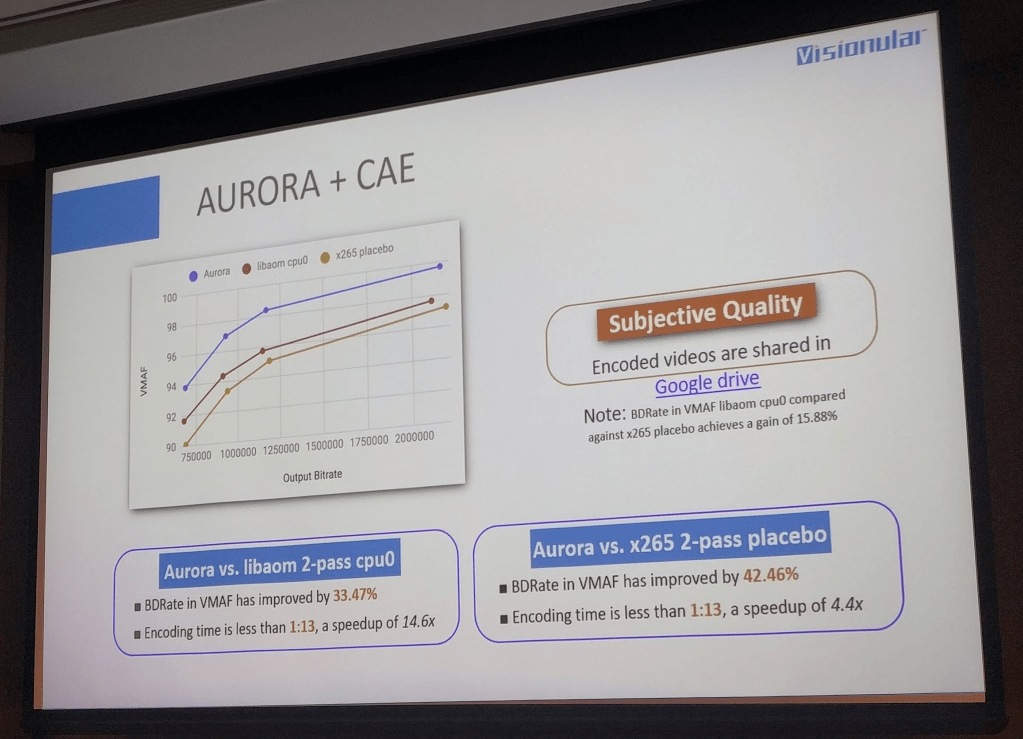 Visionular
AURORA + CAE
Aurora
libaom cpu0
x265 placebo
100
98
96
94
92
90
VMAF
750000 1000000 1250000 1500000 1750000 2000000
Output Bitrate
Subjective Quality
Encoded videos are shared in
Google drive
Note: BDRate in VMAF libaom cpu0 compared
against x265 placebo achieves a gain of 15.88%
Aurora vs. libaom 2-pass cpu0
▪ BDRate in VMAF has improved by 33.47%
▪ Encoding time is less than 1:13, a speedup of 14.6x
Aurora vs. x265 2-pass placebo
▪ BDRate in VMAF has improved by 42.46%
▪ Encoding time is less than 1:13, a speedup of 4.4x